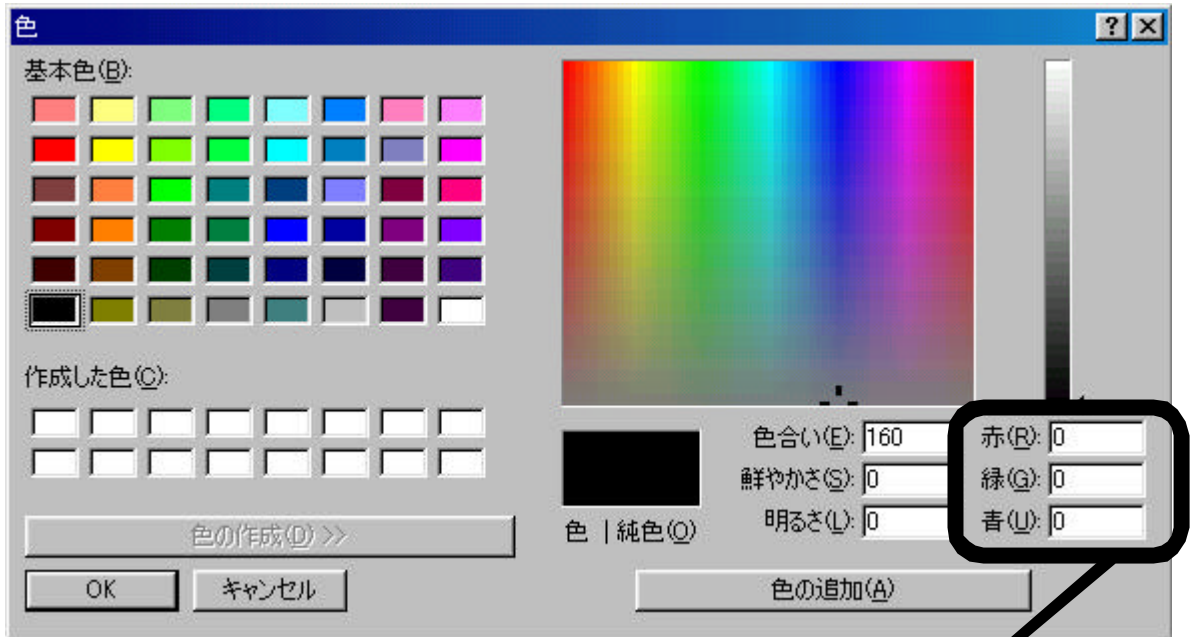 色
基本色(B):
作成した色(C):
色の作成(D) >>
OK
キャンセル
色 | 純色(O)
色合い(E): 160
鮮やかさ(S): 0
明るさ(L): 0
赤(R): 0
緑(G): 0
青(U): 0
色の追加(A)